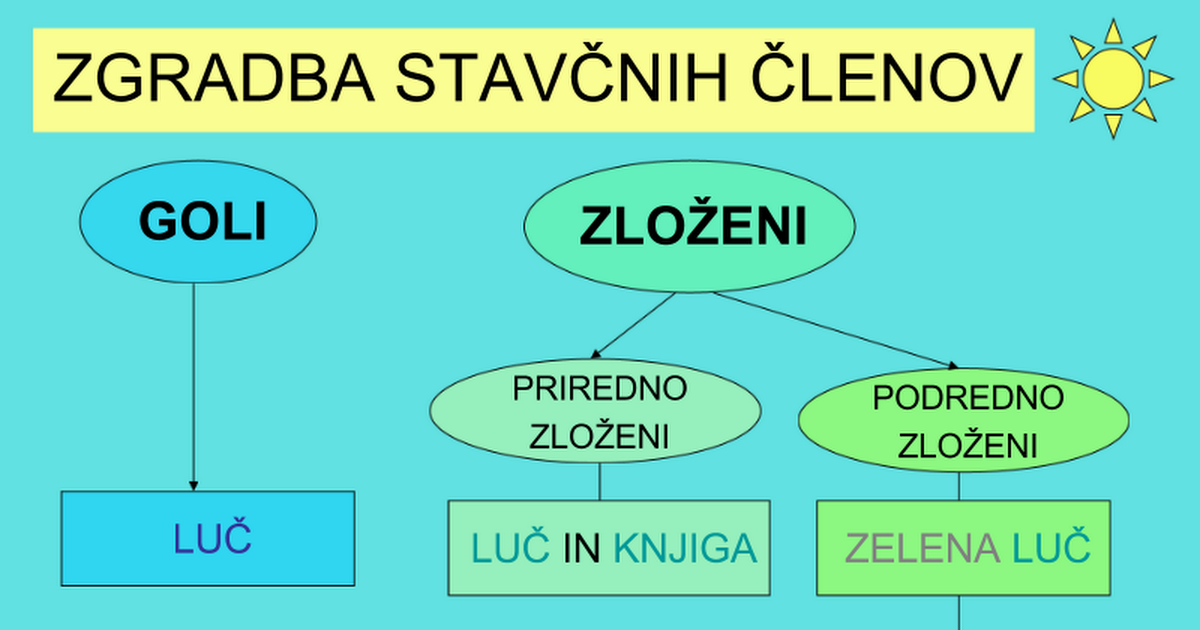 ZGRADBA STAVČNIH ČLENOV
GOLI
ZLOŽENI
PRIREDNO
ZLOŽENI
PODREDNO
ZLOŽENI
LUČ
LUČ IN KNJIGA
ZELENA LUČ